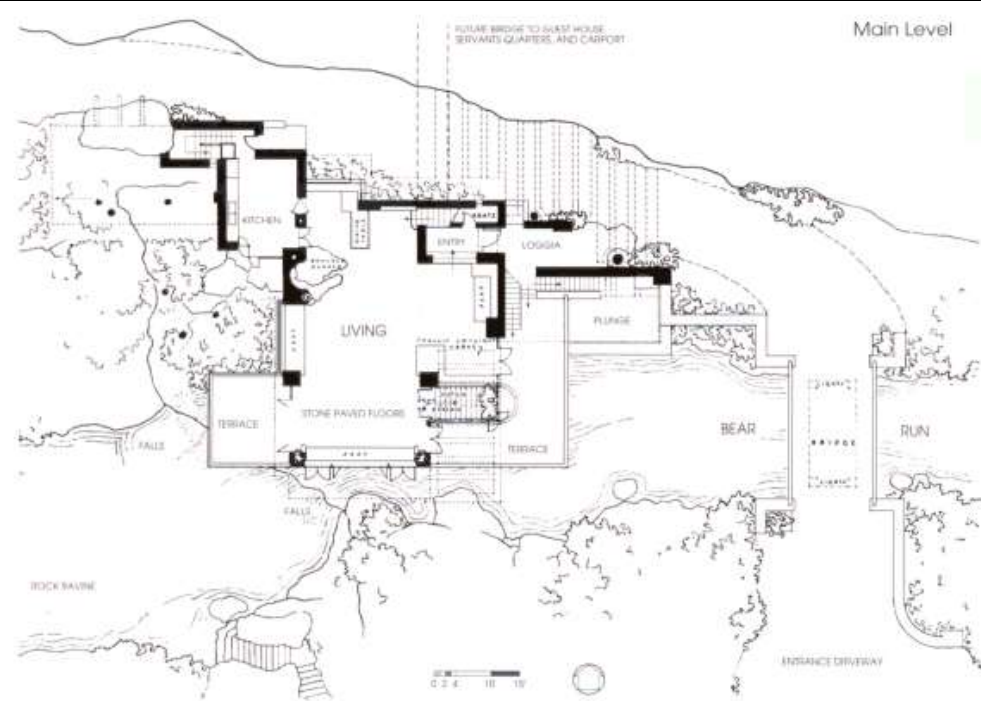 Main Level
FUTURE BRIDGE TO GUEST HOUSE
SERVANTS QUARTERS, AND CARPORT
KITCHEN
ENTRY
LOGGIA
LIVING
PLUNGE
STONE PAVED FLOORS
TERRACE
TERRACE
FALLS
FALLS
BEAR
BRIDGE
RUN
ROCK RAVINE
ENTRANCE DRIVEWAY
0 2 4 10 15'